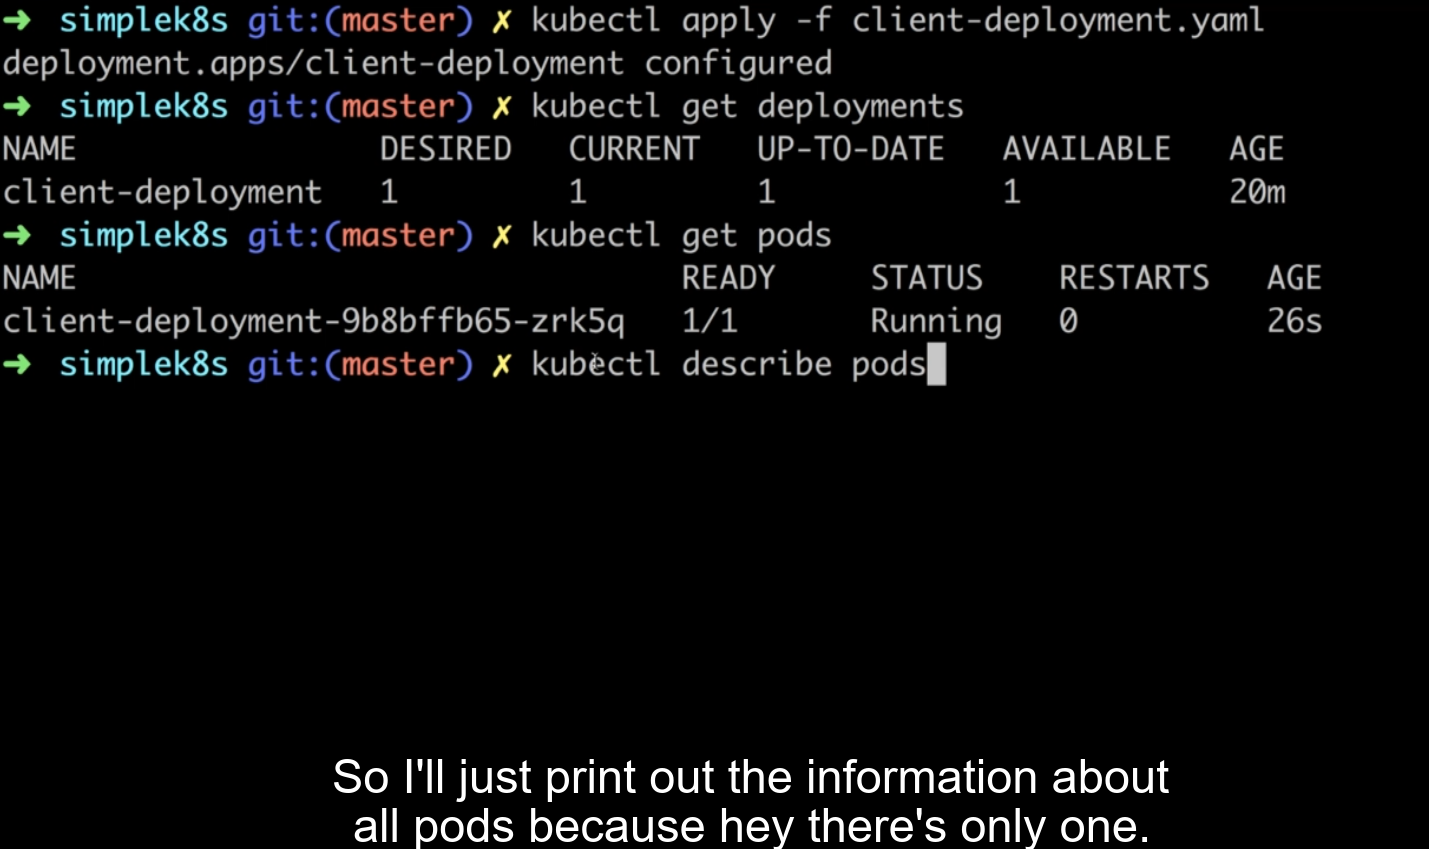 ➜ simplek8s git:(master) ✗ kubectl apply -f client-deployment.yaml
deployment.apps/client-deployment configured
➜ simplek8s git:(master) ✗ kubectl get deployments
NAME DESIRED CURRENT UP-TO-DATE AVAILABLE AGE
client-deployment 1 1 1 1 20m
➜ simplek8s git:(master) ✗ kubectl get pods
NAME READY STATUS RESTARTS AGE
client-deployment-9b8bffb65-zrk5q 1/1 Running 0 26s
➜ simplek8s git:(master) ✗ kubectl describe pods
So I'll just print out the information about
all pods because hey there's only one.